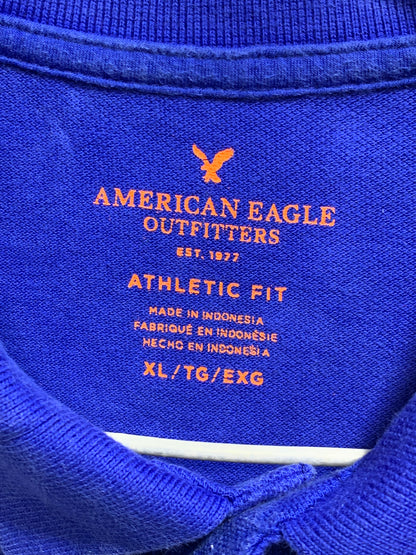 AMERICAN EAGLE
OUTFITTERS
EST. 1977
ATHLETIC FIT
MADE IN INDONESIA
FABRIQUÉ EN INDONÉSIE
HECHO EN INDONESIA
XL/TG/EXG